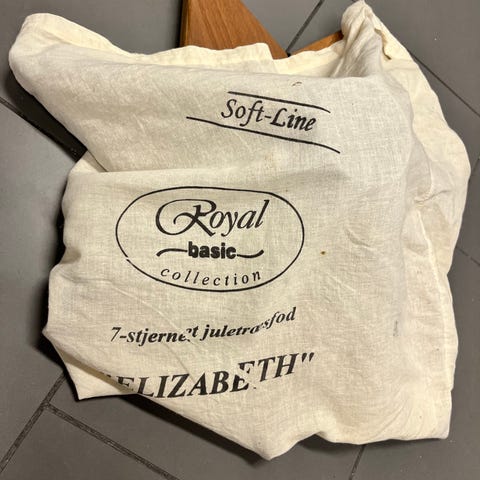 Soft-Line
Royal
basic
collection
7-stjernet juletræsfod
"ELIZABETH"